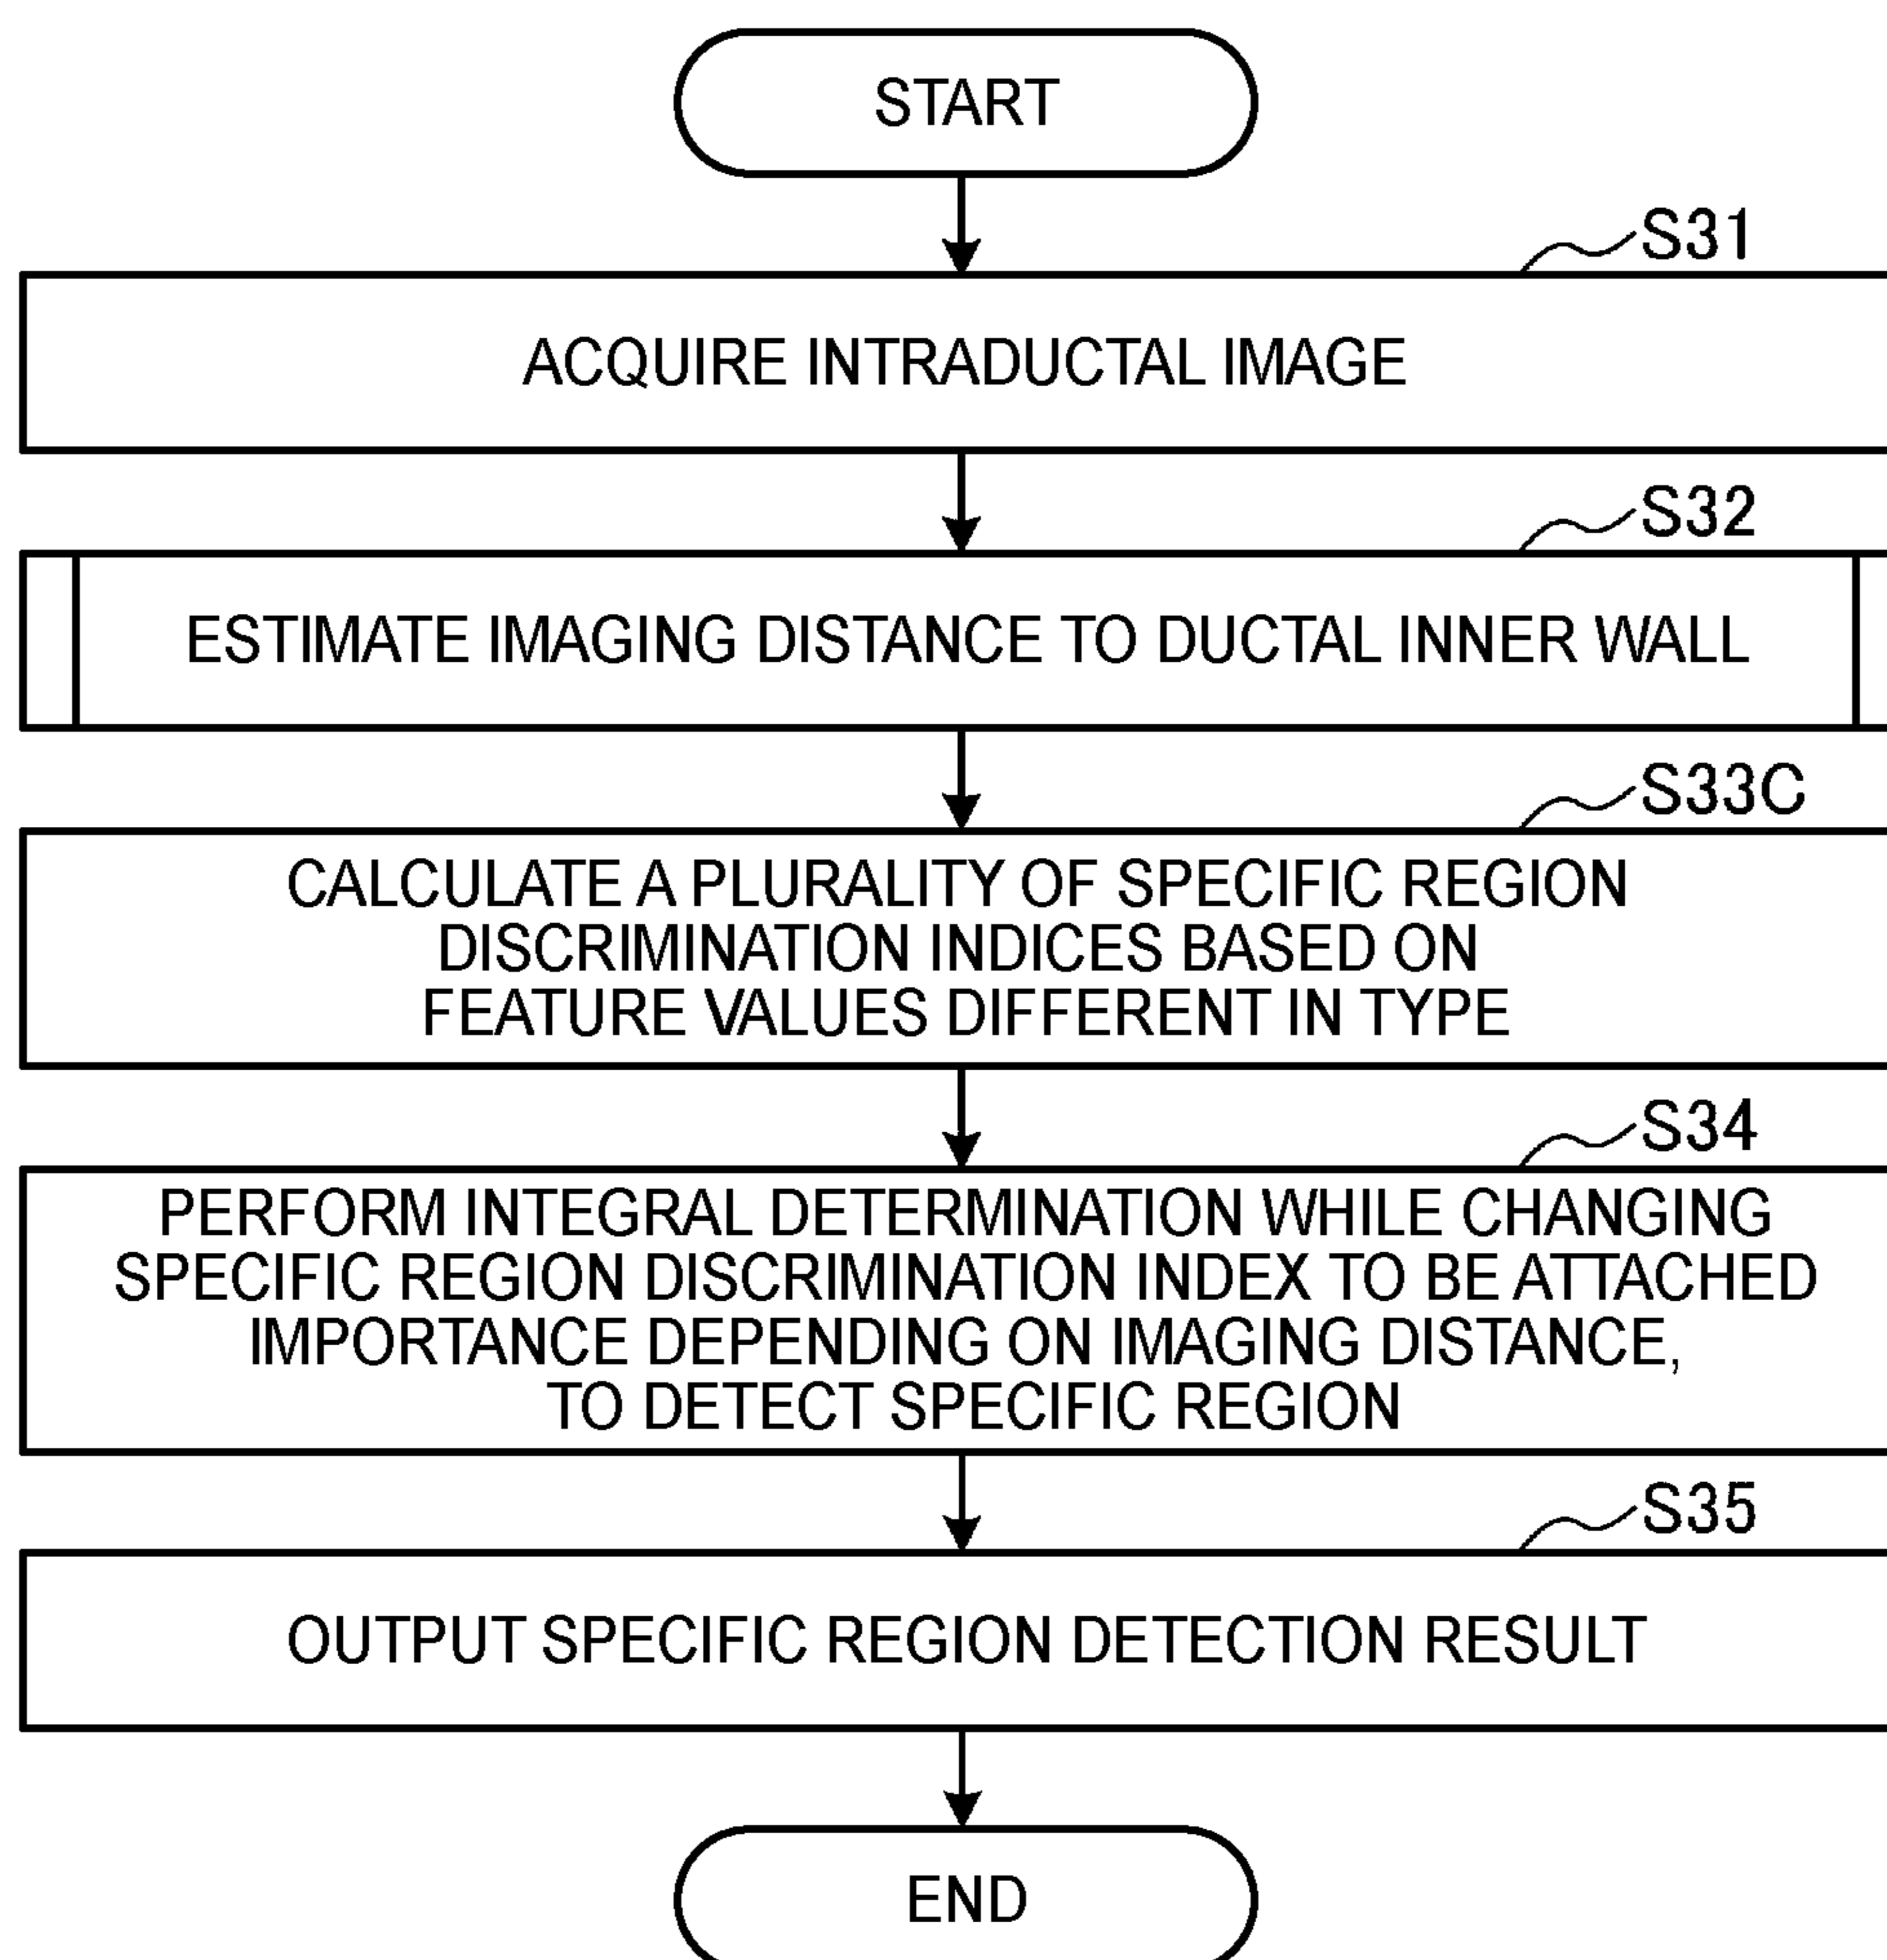 START
S31
ACQUIRE INTRADUCTAL IMAGE
S32
ESTIMATE IMAGING DISTANCE TO DUCTAL INNER WALL
S33C
CALCULATE A PLURALITY OF SPECIFIC REGION
DISCRIMINATION INDICES BASED ON
FEATURE VALUES DIFFERENT IN TYPE
S34
PERFORM INTEGRAL DETERMINATION WHILE CHANGING
SPECIFIC REGION DISCRIMINATION INDEX TO BE ATTACHED
IMPORTANCE DEPENDING ON IMAGING DISTANCE,
TO DETECT SPECIFIC REGION
S35
OUTPUT SPECIFIC REGION DETECTION RESULT
END